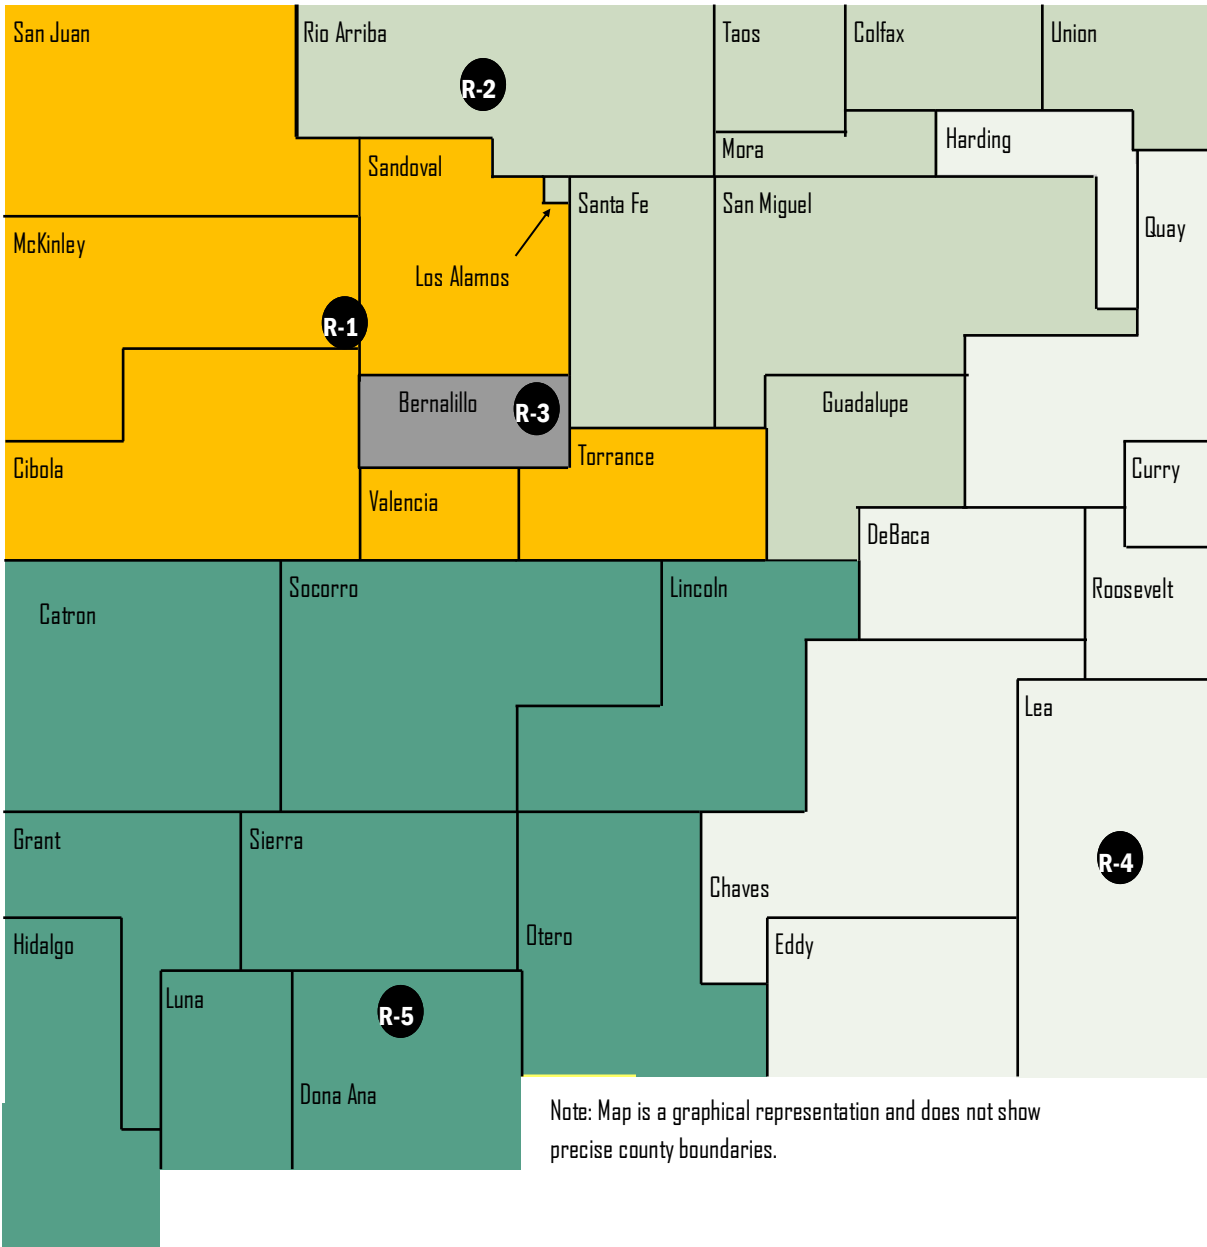 San Juan
Rio Arriba
Taos
Colfax
Union
R-2
Mora
Harding
Sandoval
Santa Fe
San Miguel
Quay
McKinley
Los Alamos
R-1
Bernalillo
R-3
Guadalupe
Cibola
Torrance
Curry
Valencia
DeBaca
Catron
Socorro
Lincoln
Roosevelt
Lea
Grant
Sierra
R-4
Chaves
Hidalgo
Otero
Eddy
Luna
R-5
Dona Ana
Note: Map is a graphical representation and does not show
precise county boundaries.